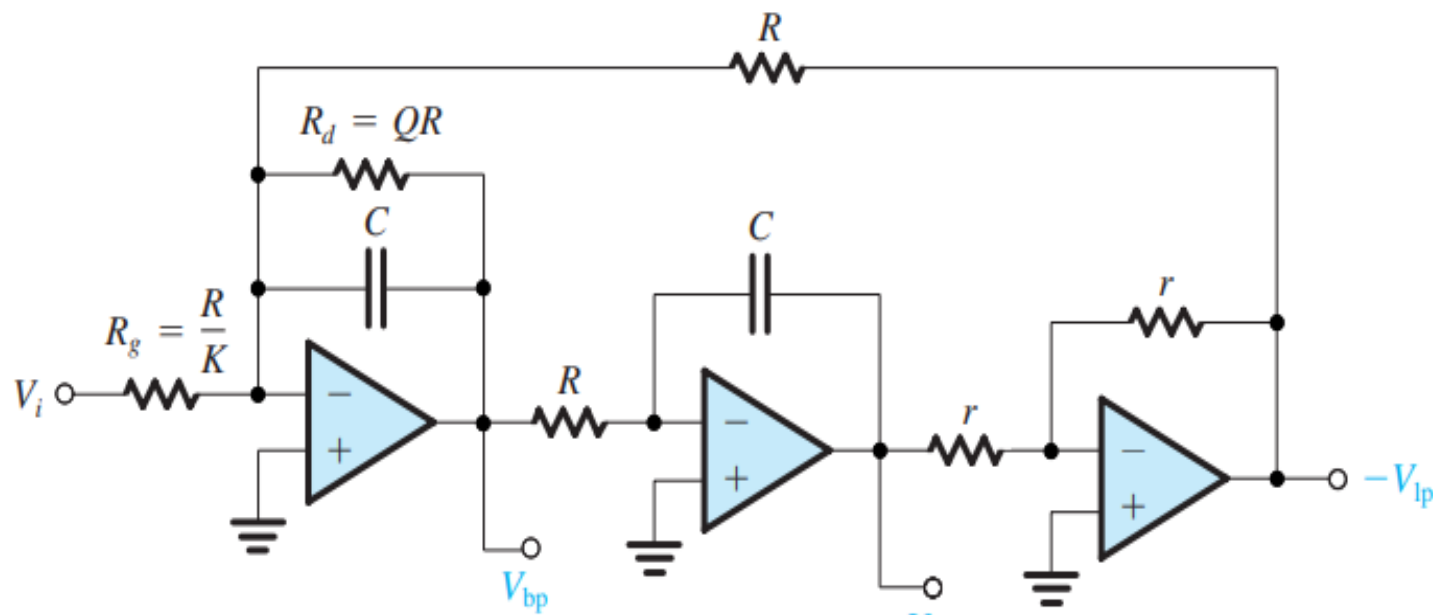 R
R_d = QR
C
C
r
R_g = R/K
R
V_i
r
−
+
−
+
−
+
−V_lp
V_bp